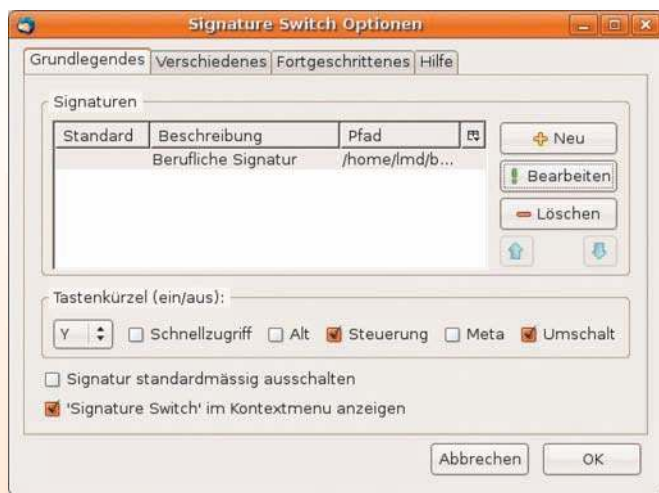 Signature Switch Optionen
Grundlegendes Verschiedenes Fortgeschrittenes Hilfe
Signaturen
Standard Beschreibung Pfad
Berufliche Signatur /home/lmd/b...
Neu
Bearbeiten
Löschen
Tastenkürzel (ein/aus):
Y Schnellzugriff Alt Steuerung Meta Umschalt
Signatur standardmässig ausschalten
'Signature Switch' im Kontextmenu anzeigen
Abbrechen OK